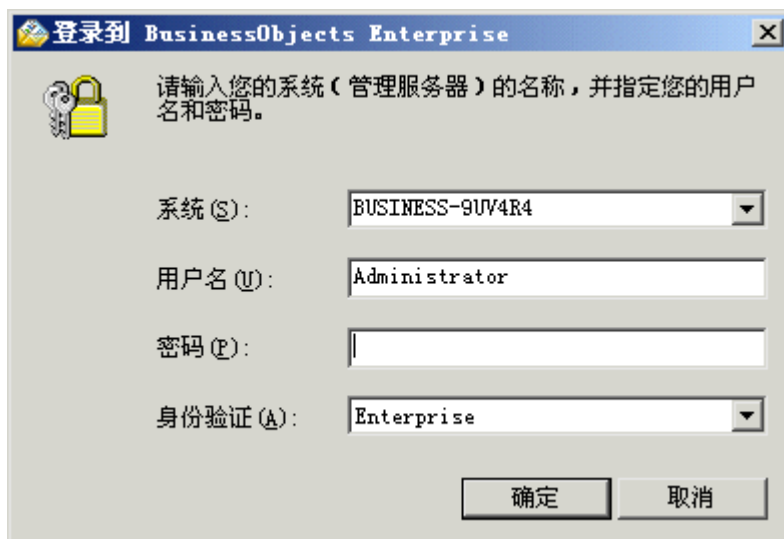 登录到 BusinessObjects Enterprise
请输入您的系统(管理服务器)的名称,并指定您的用户
名和密码。
系统(S): BUSINESS-9UV4R4
用户名(U): Administrator
密码(P):
身份验证(A): Enterprise
确定 取消